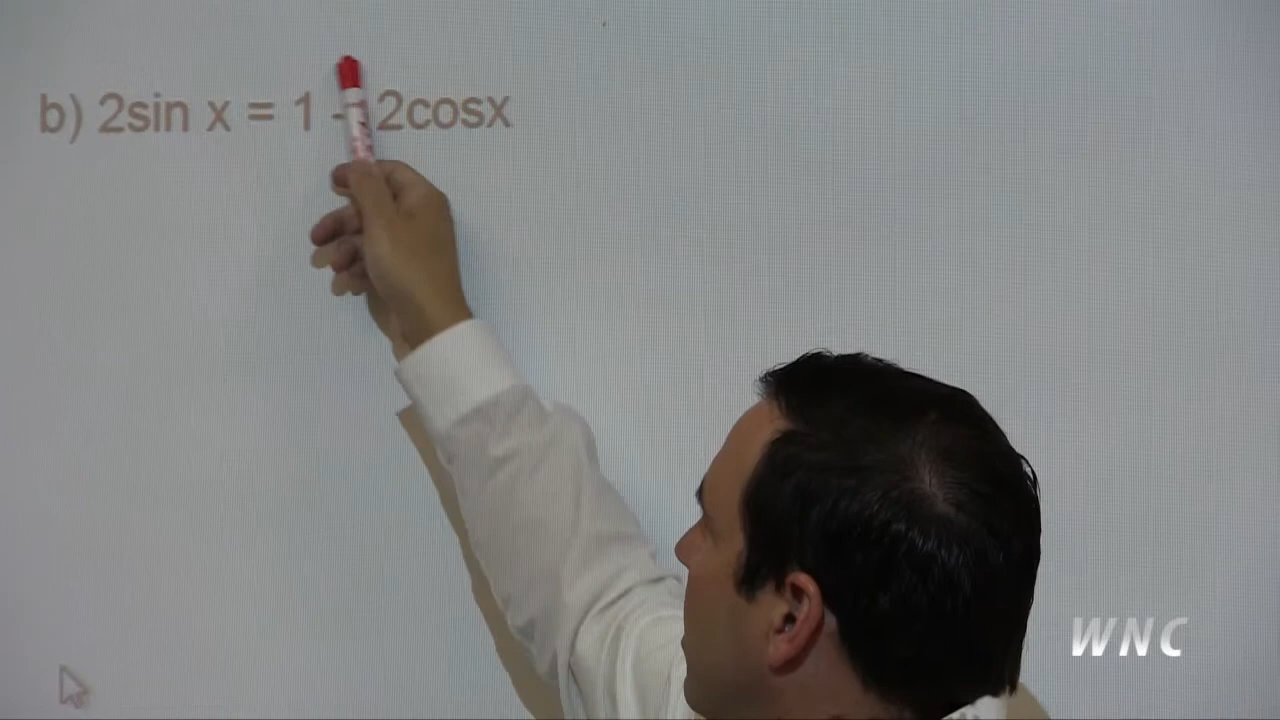 b) 2sin x = 1 + 2cosx
WNC